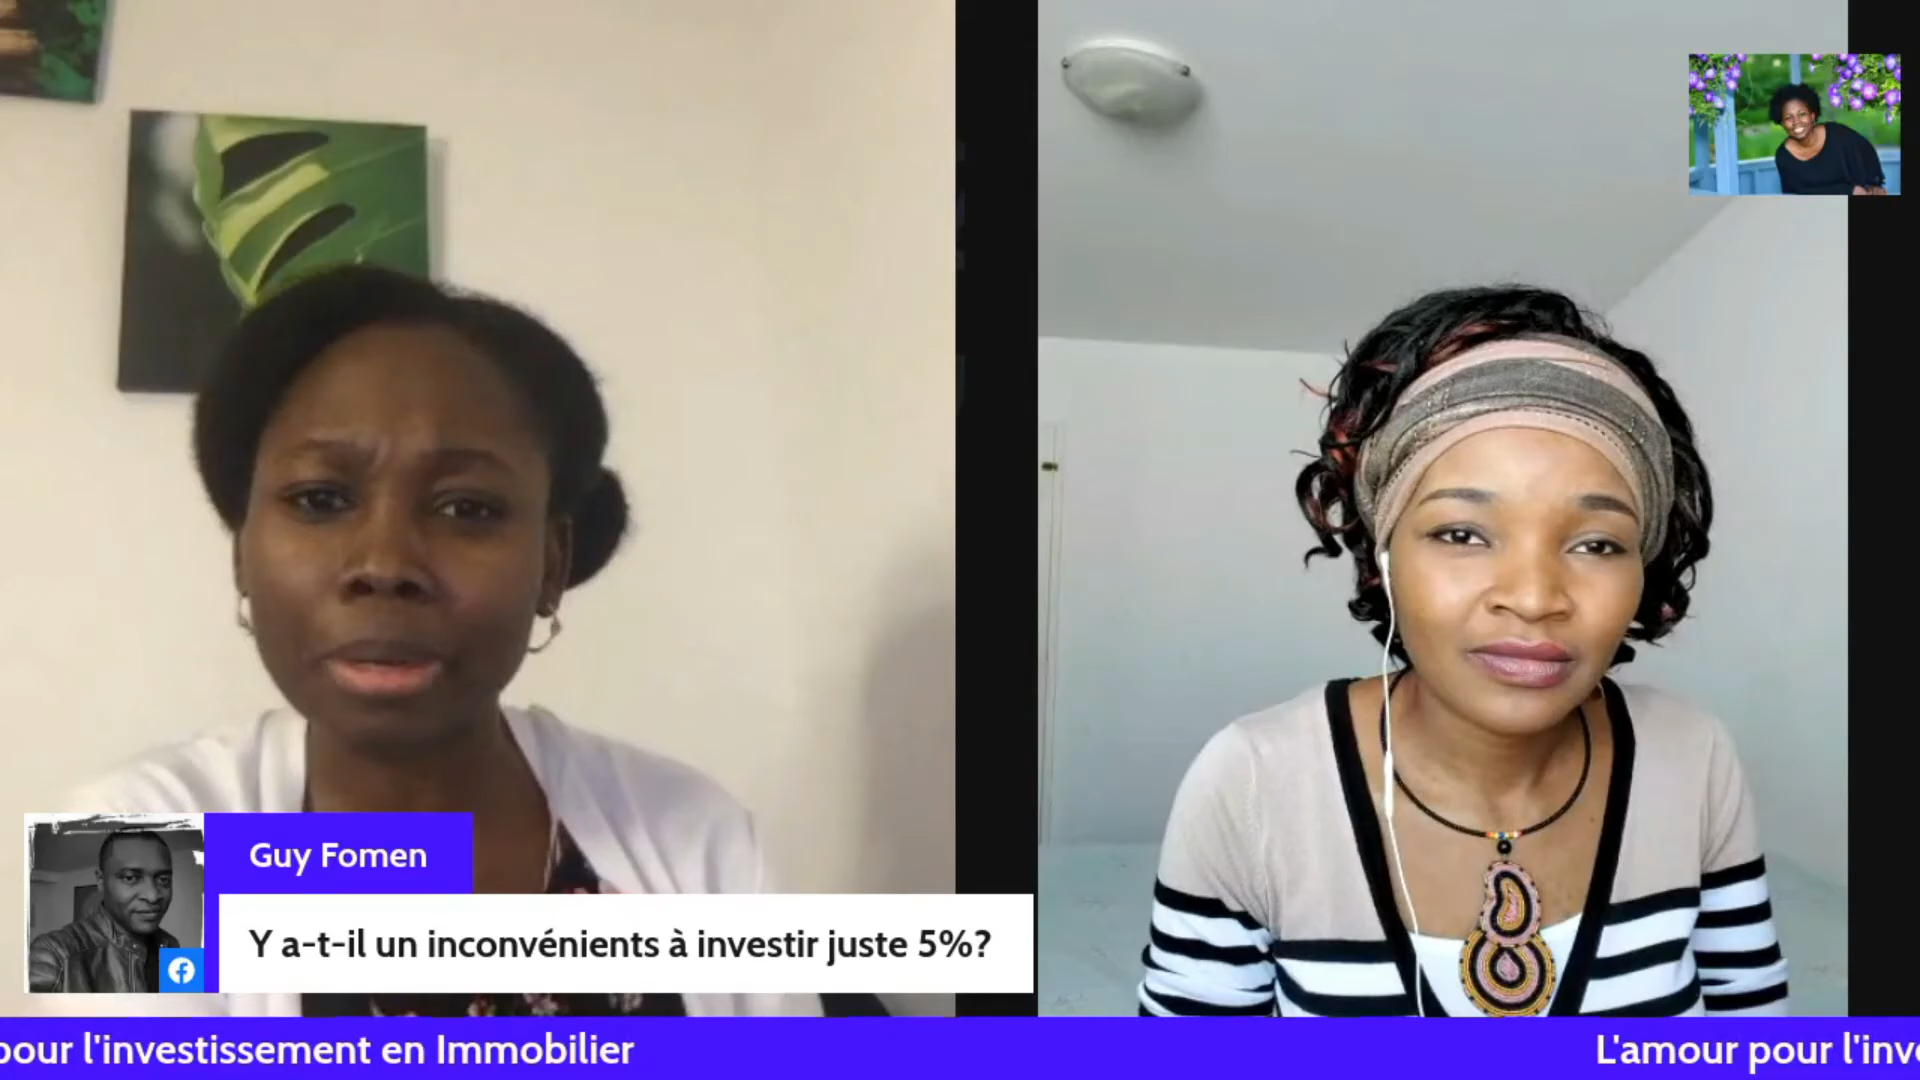 Guy Fomen
Y a-t-il un inconvénients à investir juste 5%?
pour l'investissement en Immobilier
L'amour pour l'inve